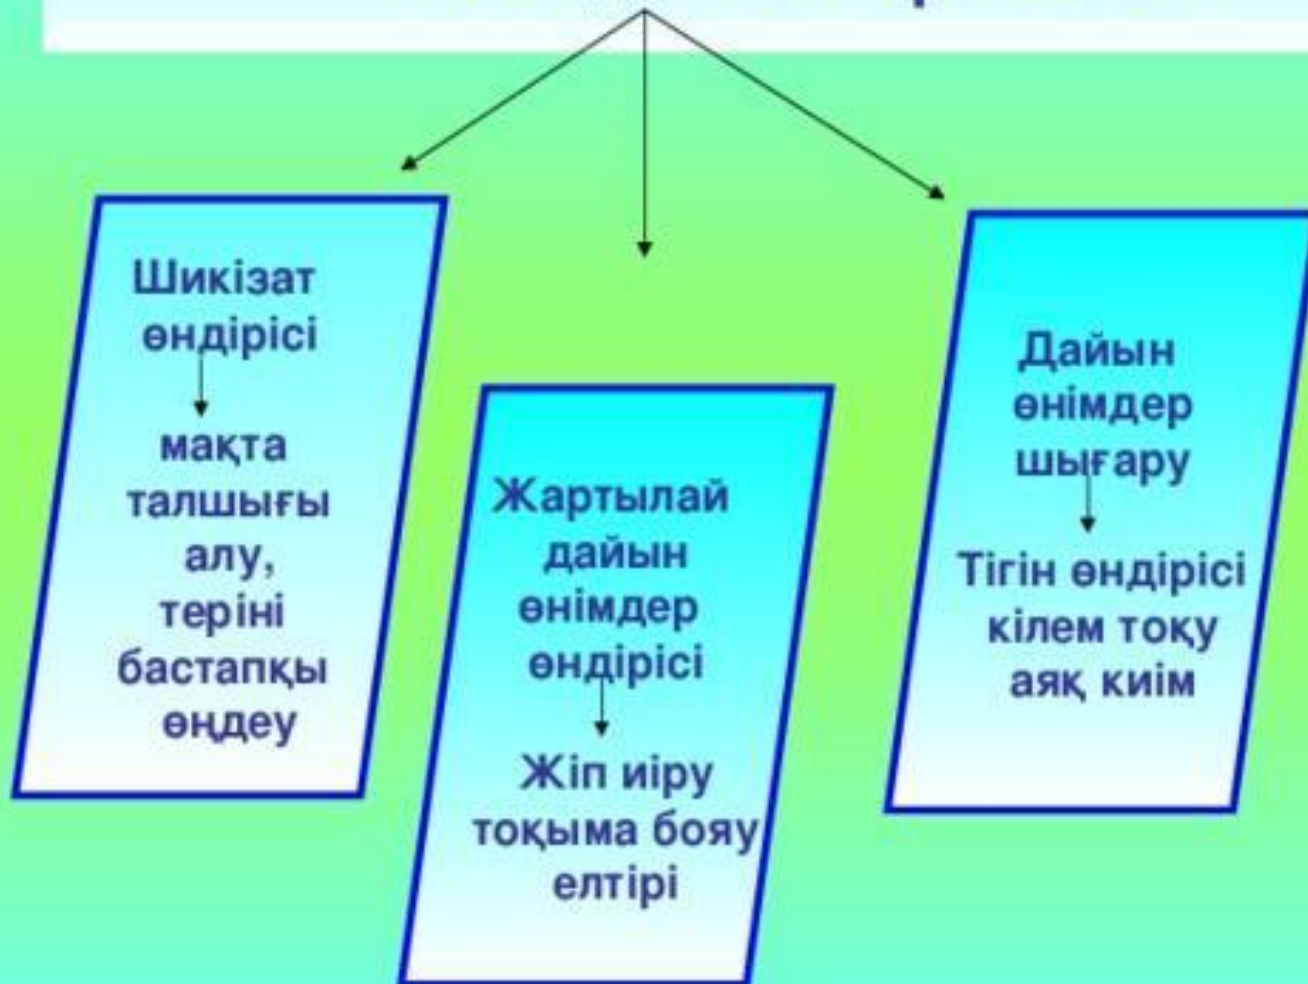 Шикізат
өндірісі
мақта
талшығы
алу,
теріні
бастапқы
өңдеу
Жартылай
дайын
өнімдер
өндірісі
Жіп иіру
тоқыма бояу
елтірі
Дайын
өнімдер
шығару
Тігін өндірісі
кілем тоқу
аяқ киім